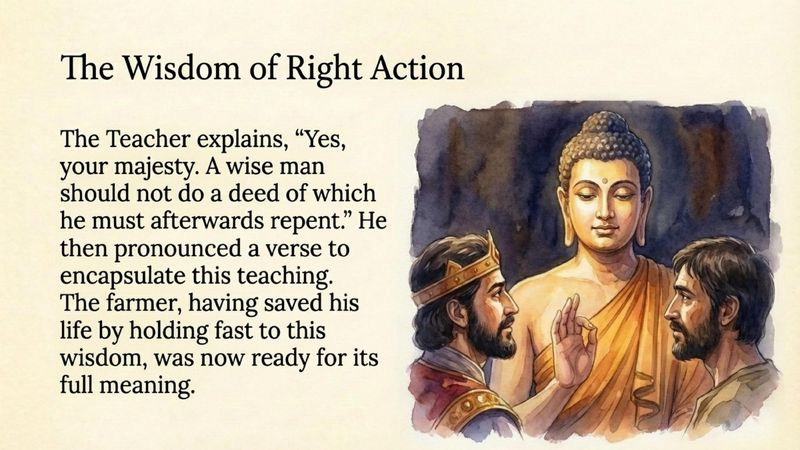 The Wisdom of Right Action
The Teacher explains, “Yes,
your majesty. A wise man
should not do a deed of which
he must afterwards repent.” He
then pronounced a verse to
encapsulate this teaching.
The farmer, having saved his
life by holding fast to this
wisdom, was now ready for its
full meaning.